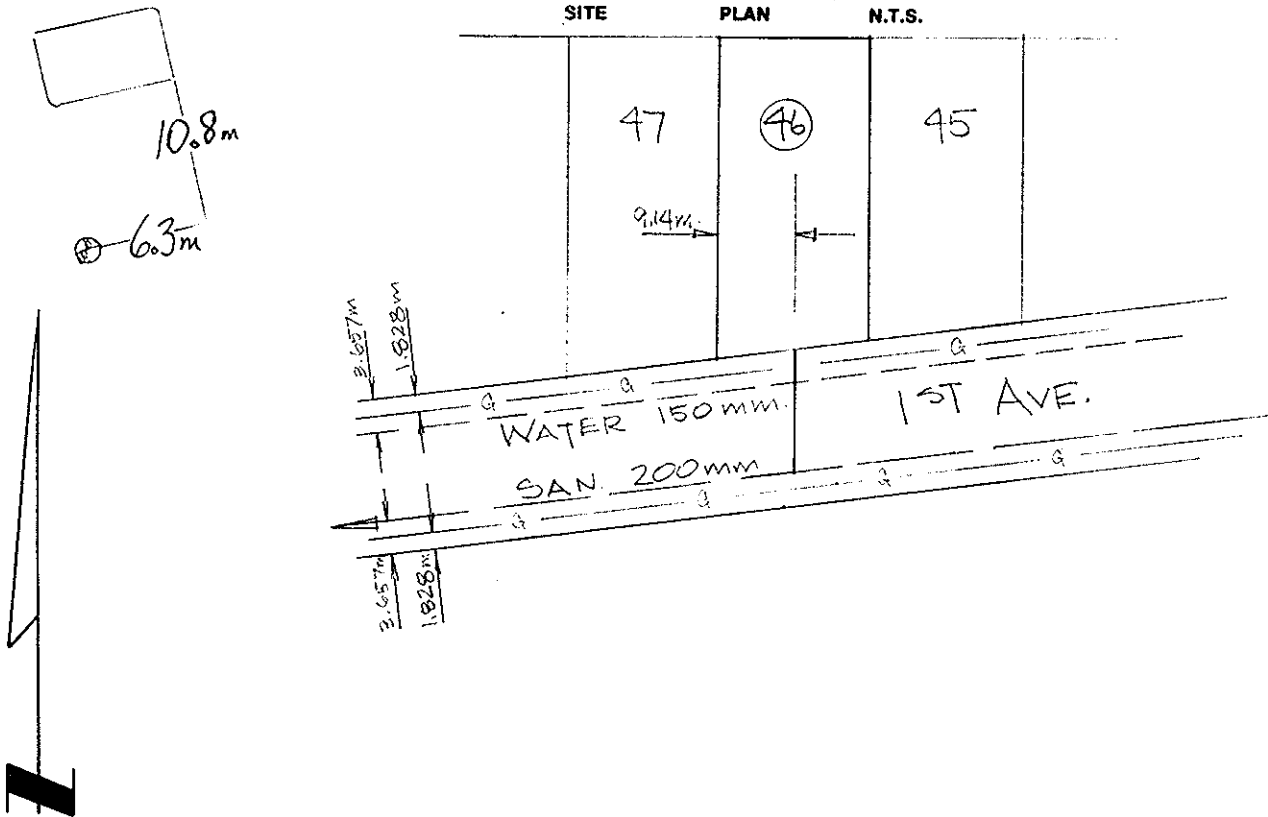 SITE PLAN N.T.S.
10.8m
6.3m
47
46
45
9.14m.
3.657m
1.828m
G
G
G
WATER 150mm.
1ST AVE.
SAN. 200mm
G
G
G
G
3.657m
1.828m
N